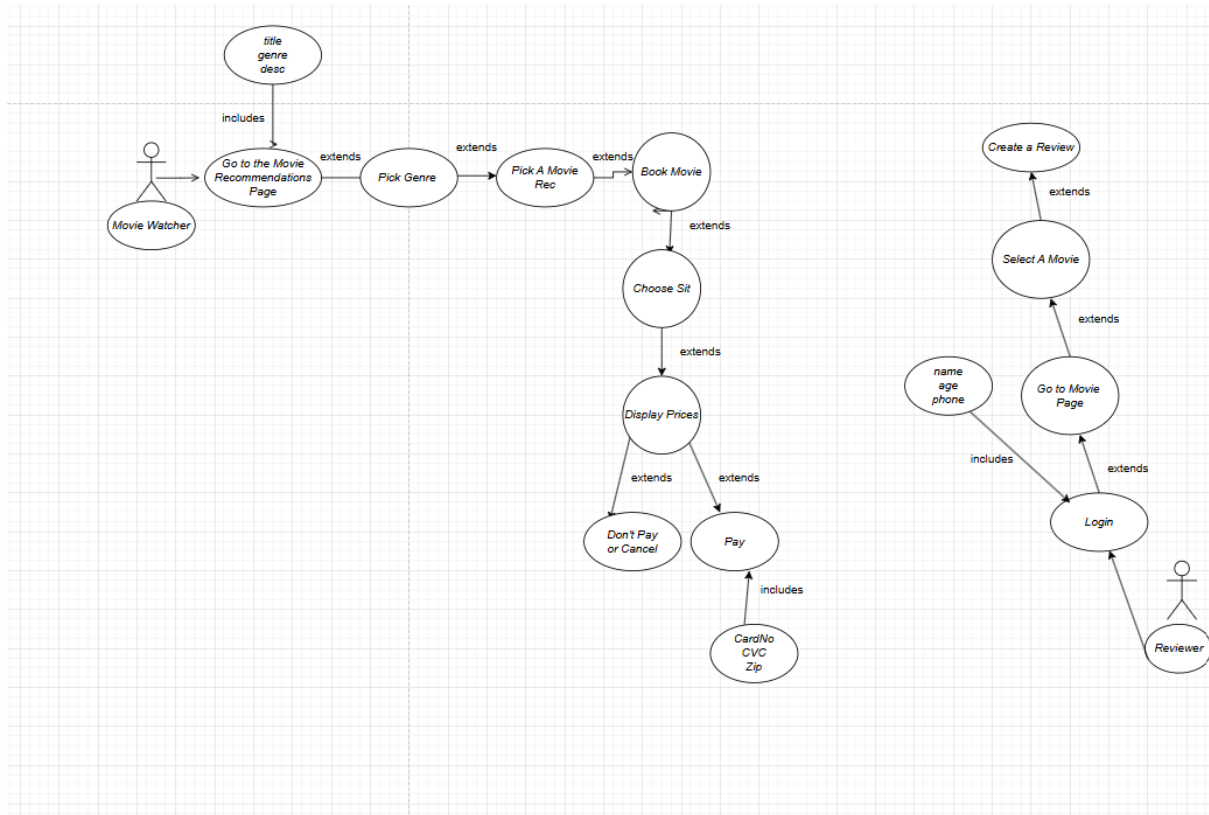 title
genre
desc
includes
Go to the Movie
Recommendations
Page
extends
Pick Genre
extends
Pick A Movie
Rec
extends
Book Movie
Movie Watcher
extends
Choose Sit
extends
Display Prices
extends
extends
Don't Pay
or Cancel
Pay
includes
CardNo
CVC
Zip
Create a Review
extends
Select A Movie
extends
name
age
phone
Go to Movie
Page
includes
extends
Login
Reviewer